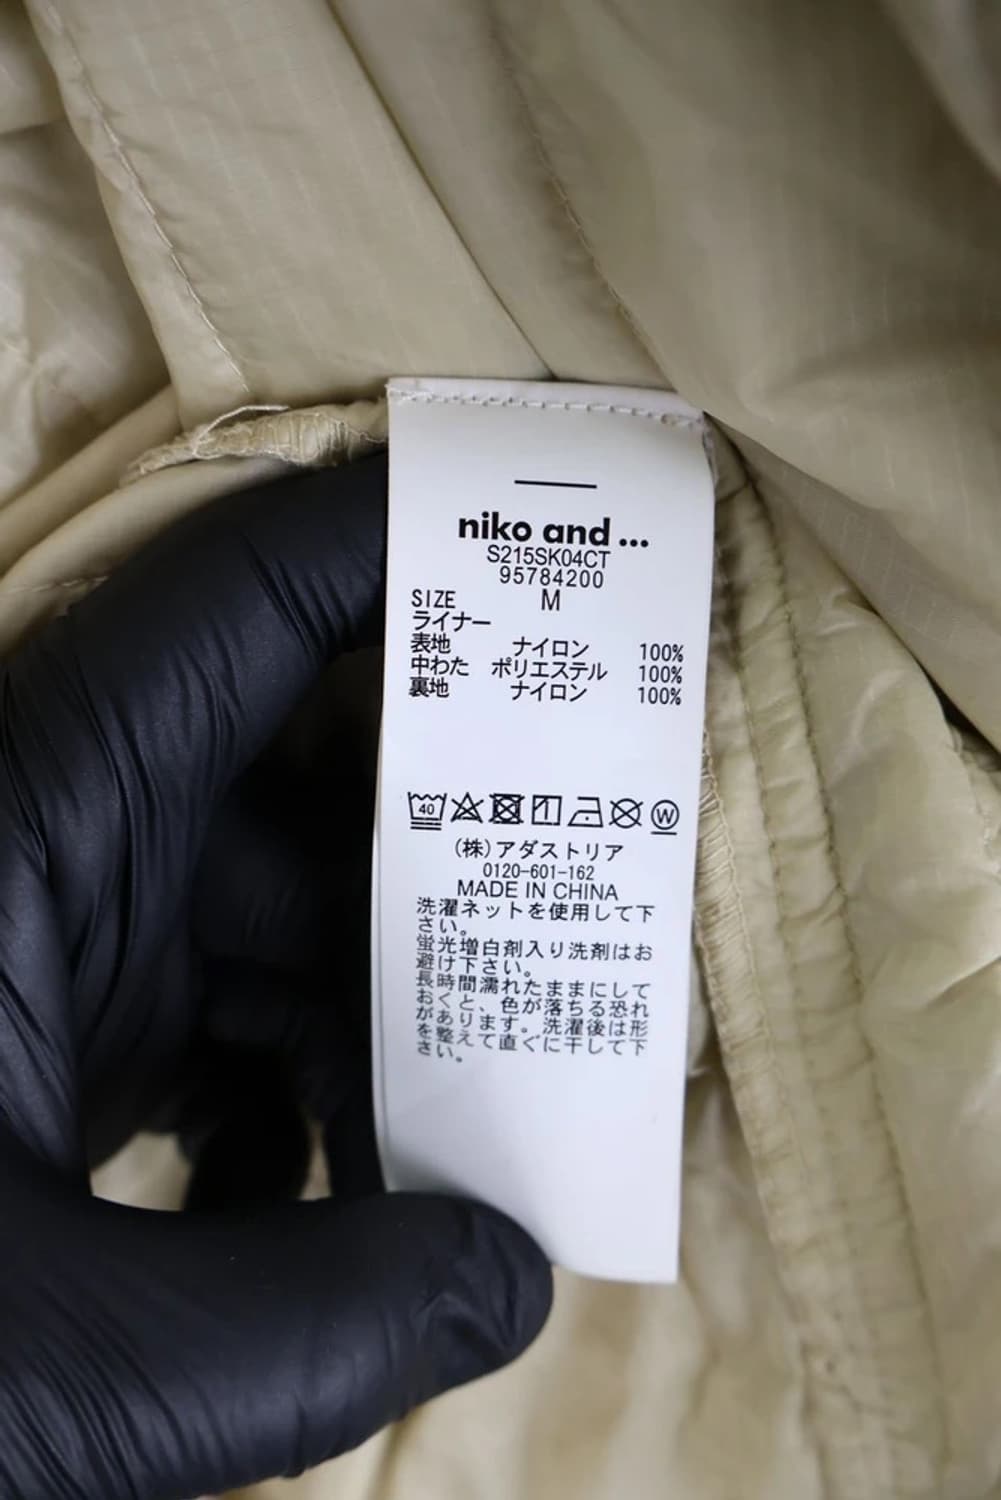 niko and ...
S215SK04CT
95784200
SIZE M
ライナー
表地 ナイロン 100%
中わた ポリエステル 100%
裏地 ナイロン 100%
40 W
(株)アダストリア
0120-601-162
MADE IN CHINA
洗濯ネットを使用して下
さい。
蛍光増白剤入り洗剤はお
避け下さい。
長時間濡れたままにして
おくと、色が落ちる恐れ
があります。洗濯後は形
を整えて直ぐに干して下
さい。